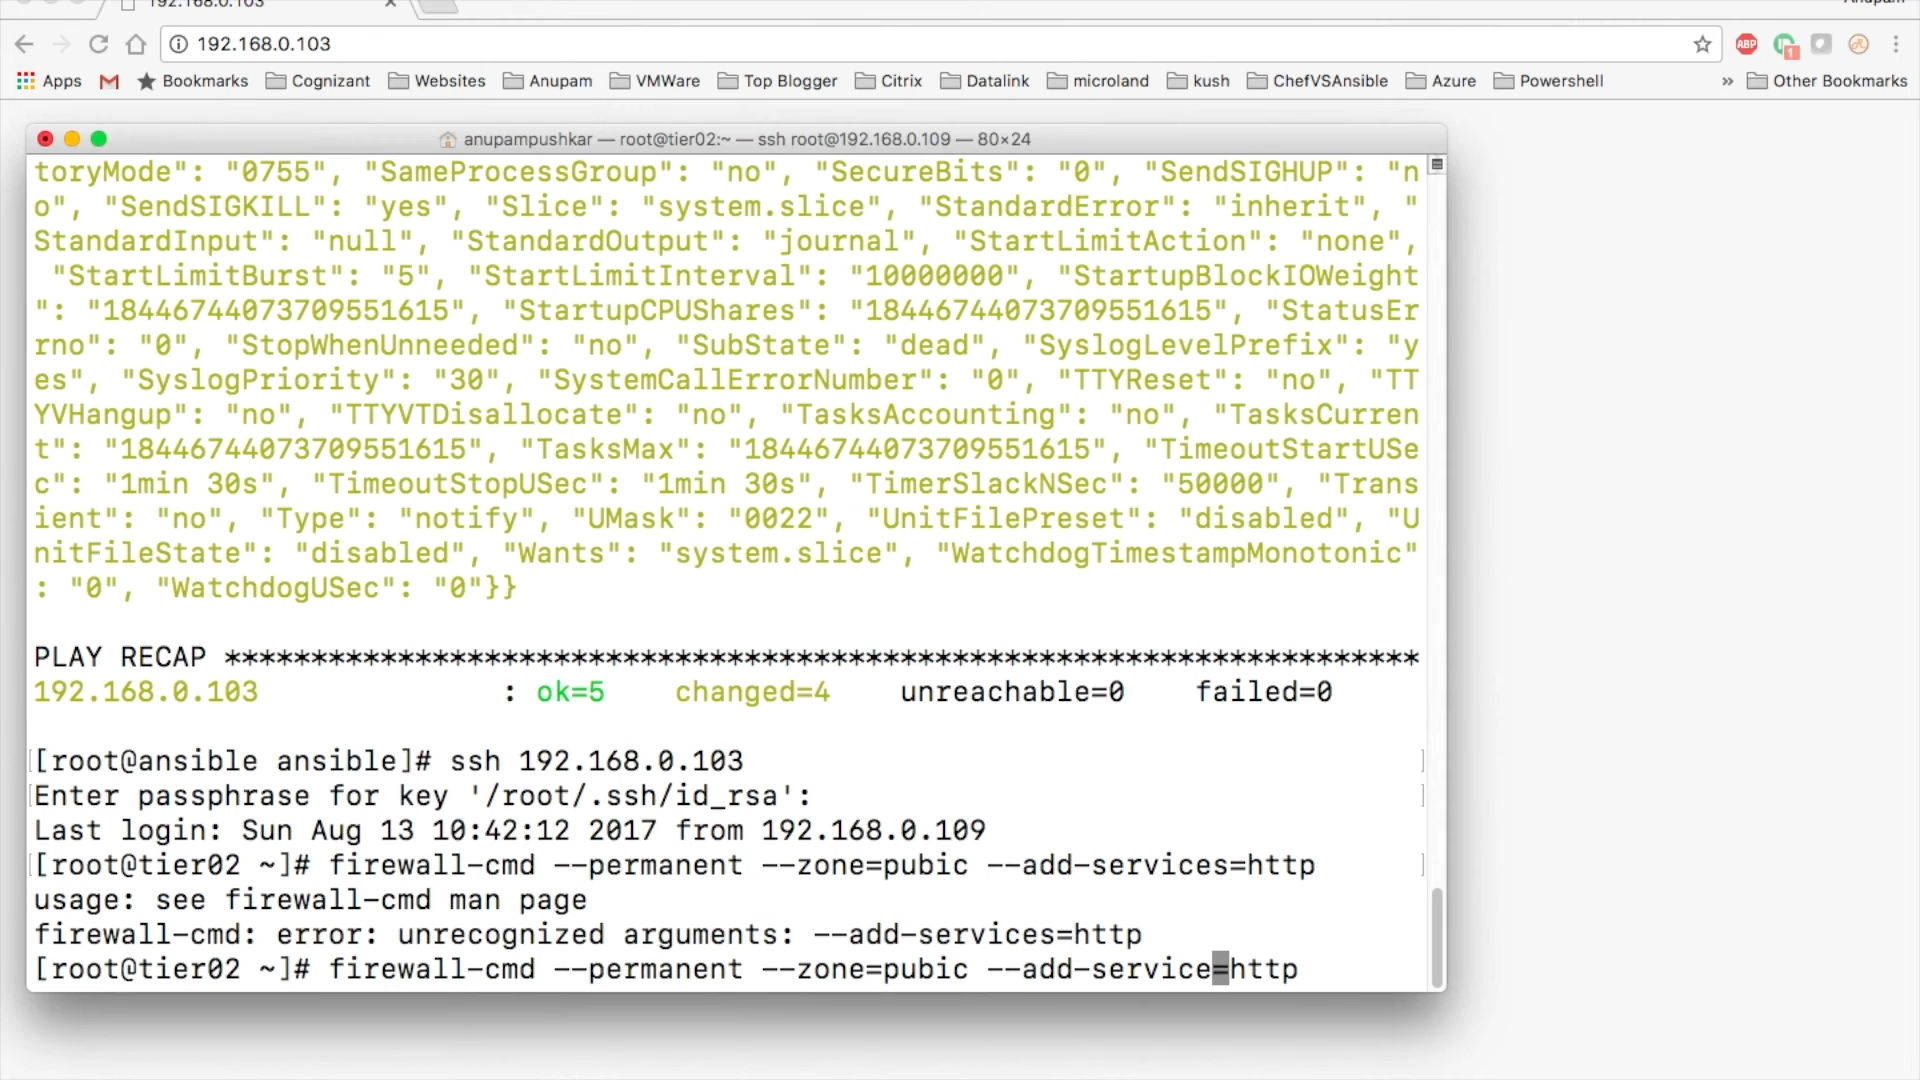 192.168.0.103
Anupam
192.168.0.103
ABP
1
Apps Bookmarks Cognizant Websites Anupam VMWare Top Blogger Citrix Datalink microland kush ChefVSAnsible Azure Powershell » Other Bookmarks
anupampushkar — root@tier02:~ — ssh root@192.168.0.109 — 80×24
toryMode": "0755", "SameProcessGroup": "no", "SecureBits": "0", "SendSIGHUP": "n
o", "SendSIGKILL": "yes", "Slice": "system.slice", "StandardError": "inherit", "
StandardInput": "null", "StandardOutput": "journal", "StartLimitAction": "none",
"StartLimitBurst": "5", "StartLimitInterval": "10000000", "StartupBlockIOWeight
": "18446744073709551615", "StartupCPUShares": "18446744073709551615", "StatusEr
rno": "0", "StopWhenUnneeded": "no", "SubState": "dead", "SyslogLevelPrefix": "y
es", "SyslogPriority": "30", "SystemCallErrorNumber": "0", "TTYReset": "no", "TT
YVHangup": "no", "TTYVTDisallocate": "no", "TasksAccounting": "no", "TasksCurren
t": "18446744073709551615", "TasksMax": "18446744073709551615", "TimeoutStartUSe
c": "1min 30s", "TimeoutStopUSec": "1min 30s", "TimerSlackNSec": "50000", "Trans
ient": "no", "Type": "notify", "UMask": "0022", "UnitFilePreset": "disabled", "U
nitFileState": "disabled", "Wants": "system.slice", "WatchdogTimestampMonotonic"
: "0", "WatchdogUSec": "0"}}
PLAY RECAP *********************************************************************
192.168.0.103 : ok=5 changed=4 unreachable=0 failed=0
[root@ansible ansible]# ssh 192.168.0.103
Enter passphrase for key '/root/.ssh/id_rsa':
Last login: Sun Aug 13 10:42:12 2017 from 192.168.0.109
[root@tier02 ~]# firewall-cmd --permanent --zone=pubic --add-services=http
usage: see firewall-cmd man page
firewall-cmd: error: unrecognized arguments: --add-services=http
[root@tier02 ~]# firewall-cmd --permanent --zone=pubic --add-service=http